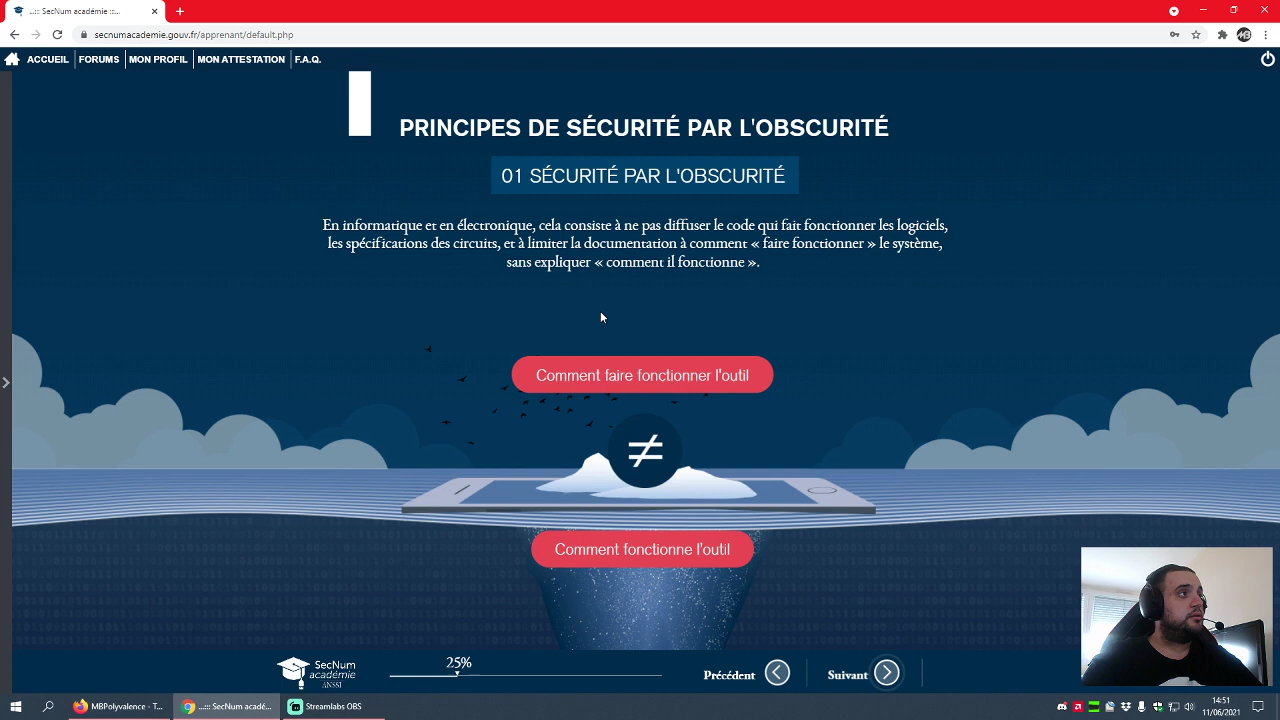 ...:: SecNum académie ::...
secnumacademie.gouv.fr/apprenant/default.php
ACCUEIL
FORUMS
MON PROFIL
MON ATTESTATION
F.A.Q.
PRINCIPES DE SÉCURITÉ PAR L'OBSCURITÉ
01 SÉCURITÉ PAR L'OBSCURITÉ
En informatique et en électronique, cela consiste à ne pas diffuser le code qui fait fonctionner les logiciels,
les spécifications des circuits, et à limiter la documentation à comment « faire fonctionner » le système,
sans expliquer « comment il fonctionne ».
Comment faire fonctionner l'outil
≠
Comment fonctionne l'outil
SecNum
académie
ANSSI
25%
Précédent
Suivant
MBPolyvalence - T...
...:: SecNum acadé...
Streamlabs OBS
14:51
11/06/2021